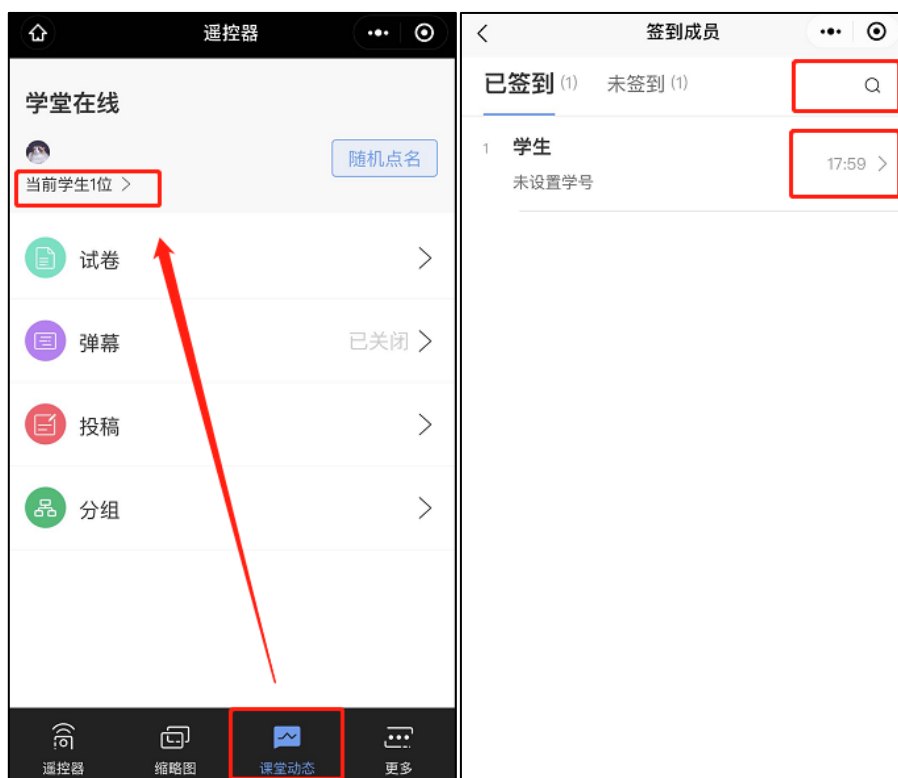 遥控器
学堂在线
随机点名
当前学生1位
试卷
弹幕 已关闭
投稿
分组
遥控器 缩略图 课堂动态 更多
签到成员
已签到 (1) 未签到 (1)
1 学生 17:59
未设置学号